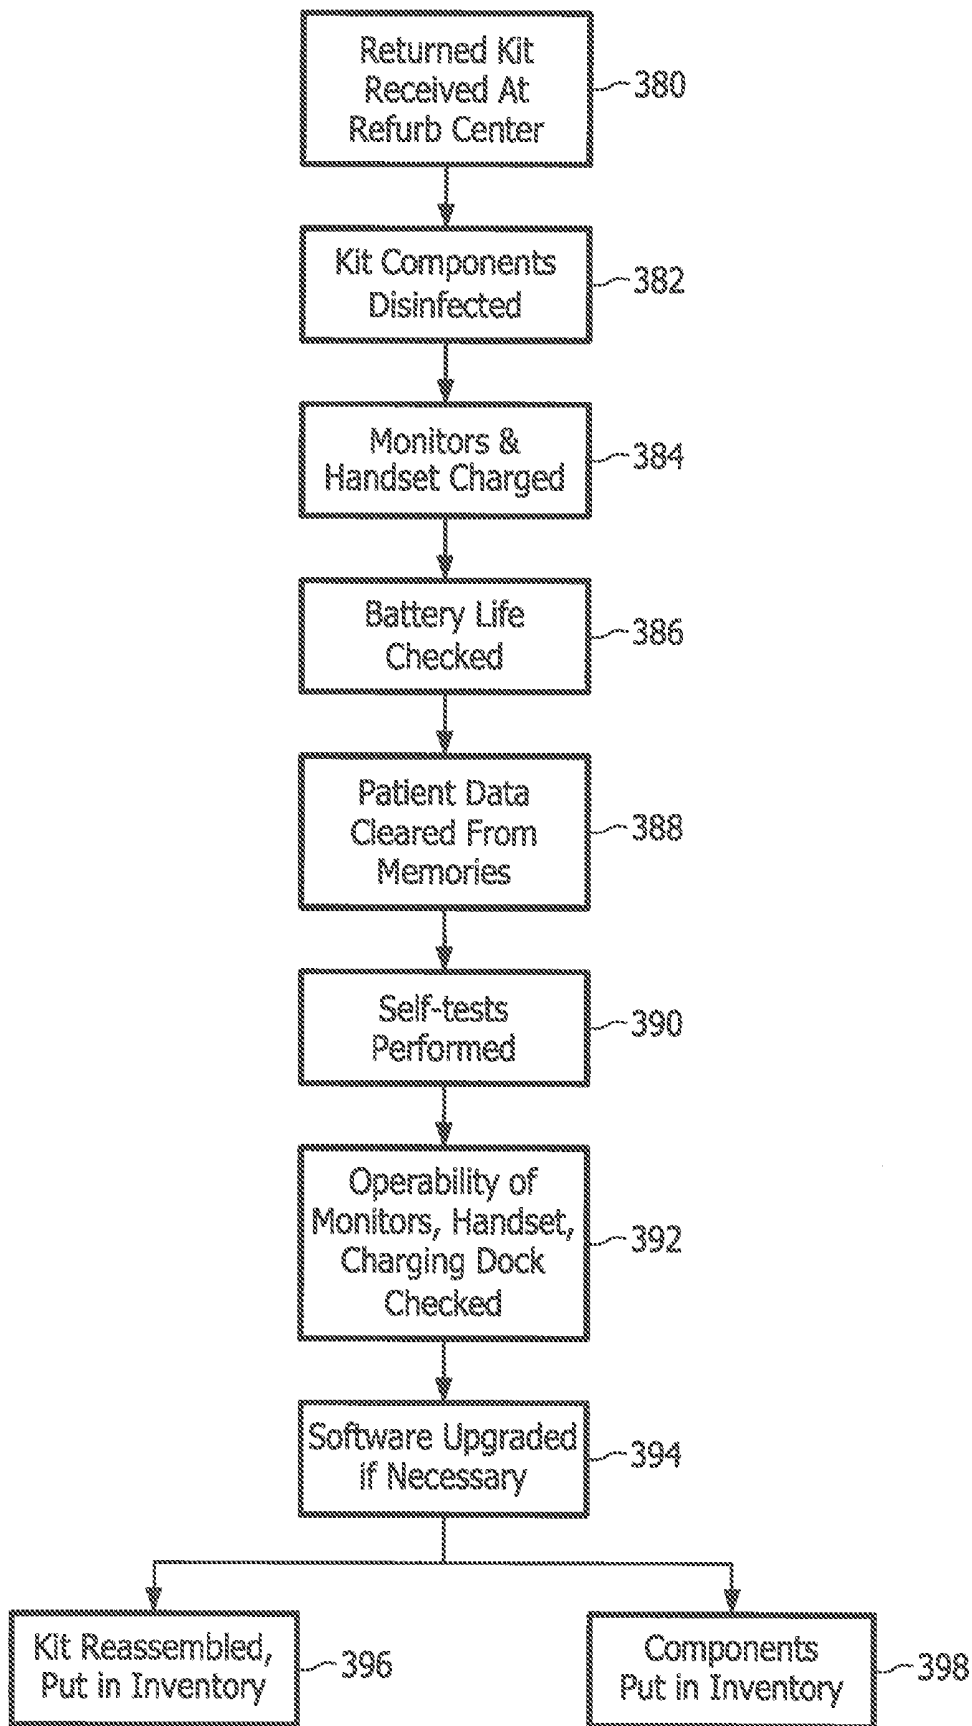 Returned Kit
Received At
Refurb Center
380
Kit Components
Disinfected
382
Monitors &
Handset Charged
384
Battery Life
Checked
386
Patient Data
Cleared From
Memories
388
Self-tests
Performed
390
Operability of
Monitors, Handset,
Charging Dock
Checked
392
Software Upgraded
if Necessary
394
Kit Reassembled,
Put in Inventory
396
Components
Put in Inventory
398